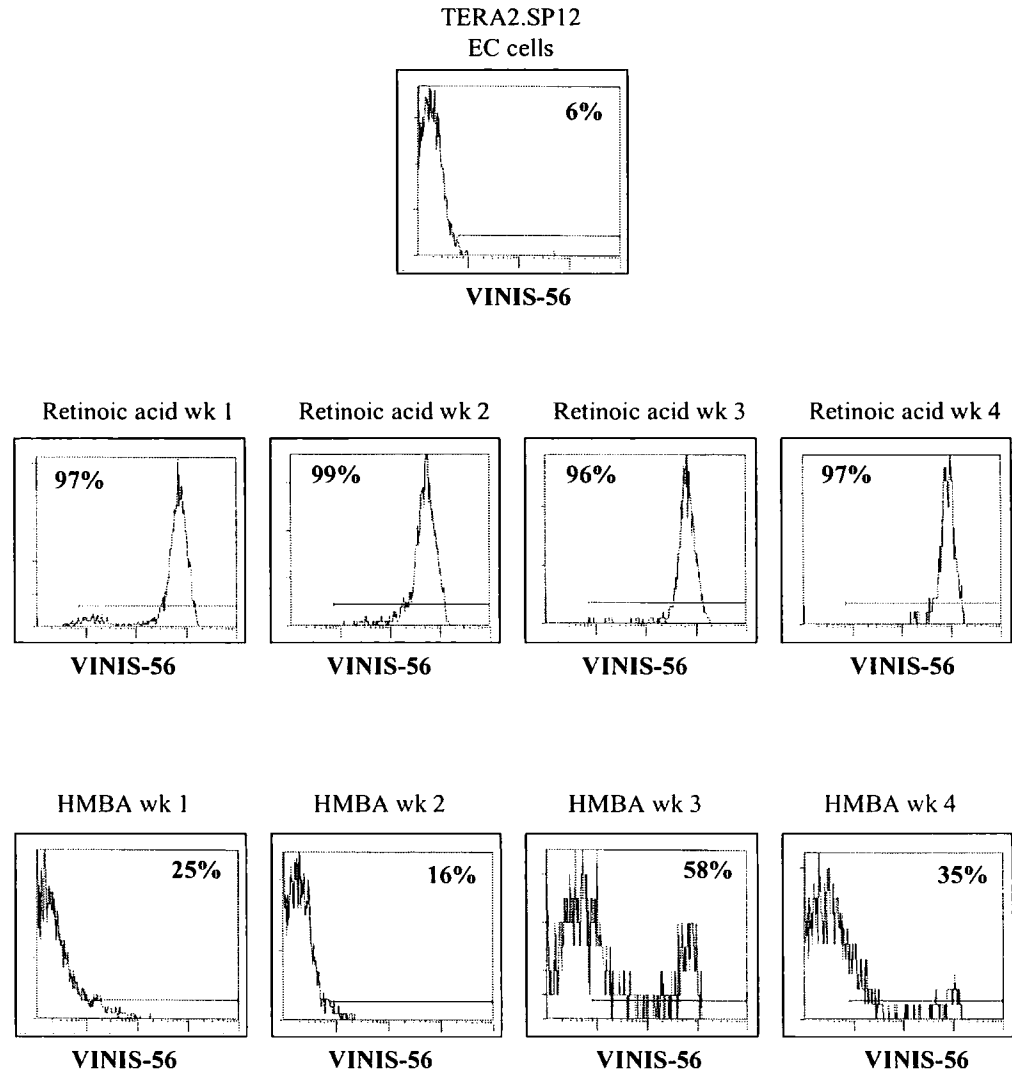 TERA2.SP12
EC cells
6%
VINIS-56
Retinoic acid wk 1
Retinoic acid wk 2
Retinoic acid wk 3
Retinoic acid wk 4
97%
99%
96%
97%
VINIS-56
VINIS-56
VINIS-56
VINIS-56
HMBA wk 1
HMBA wk 2
HMBA wk 3
HMBA wk 4
25%
16%
58%
35%
VINIS-56
VINIS-56
VINIS-56
VINIS-56